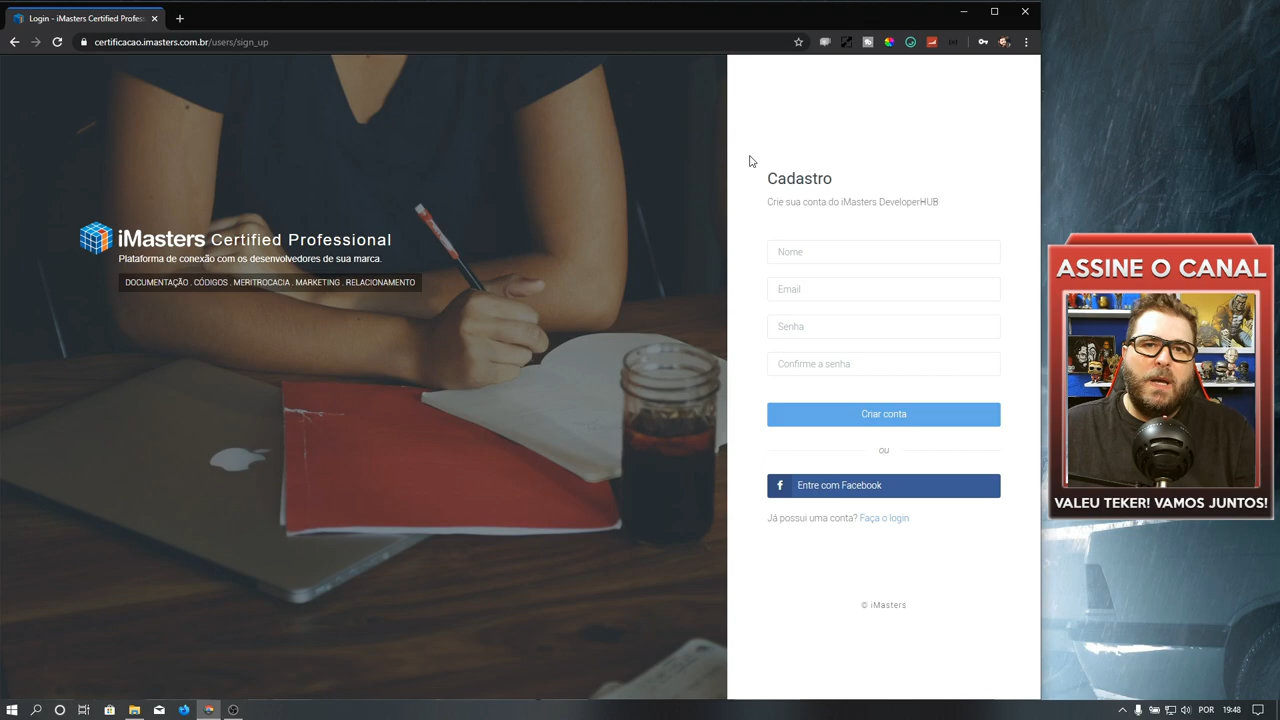 Login - iMasters Certified Profes
certificacao.imasters.com.br/users/sign_up
iMasters Certified Professional
Plataforma de conexão com os desenvolvedores de sua marca.
DOCUMENTAÇÃO . CÓDIGOS . MERITROCACIA . MARKETING . RELACIONAMENTO
Cadastro
Crie sua conta do iMasters DeveloperHUB
Nome
Email
Senha
Confirme a senha
Criar conta
ou
Entre com Facebook
Já possui uma conta? Faça o login
© iMasters
ASSINE O CANAL
VALEU TEKER! VAMOS JUNTOS!
POR 19:48